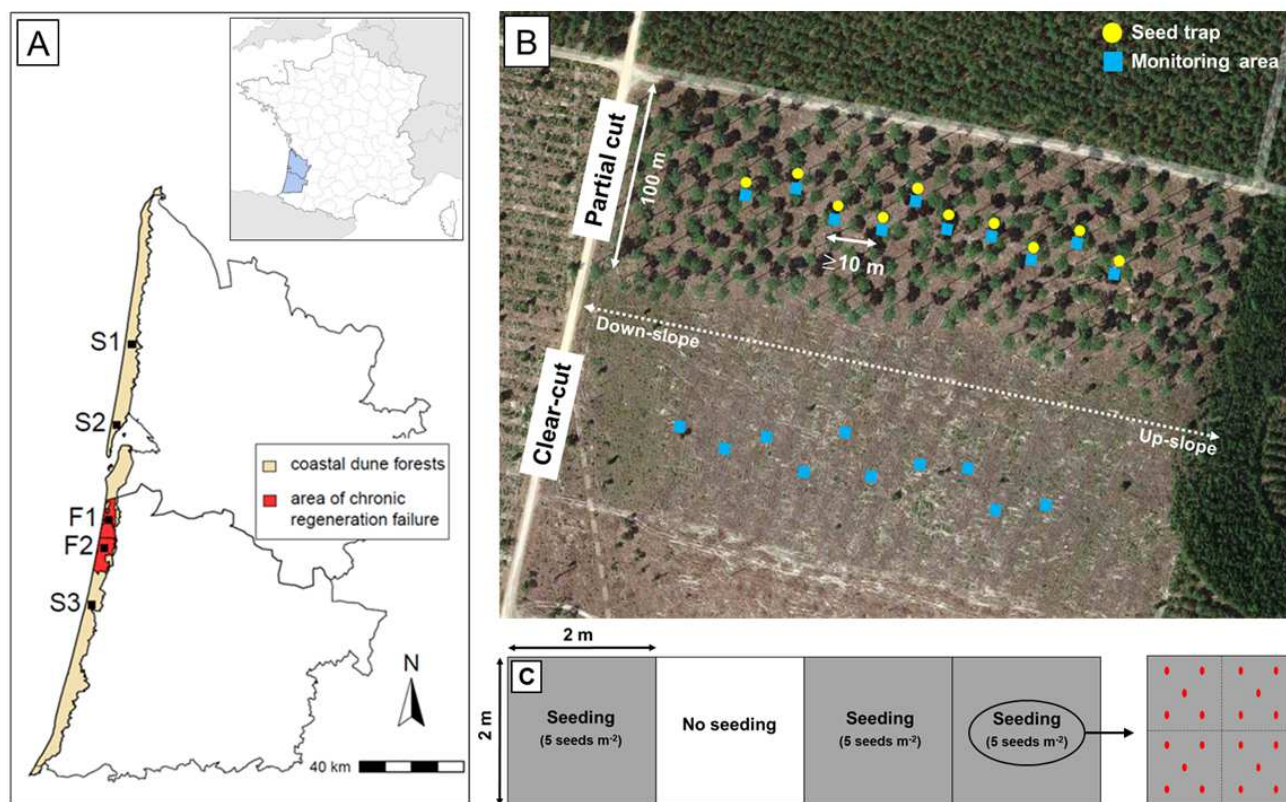 A
S1
S2
F1
F2
S3
coastal dune forests
area of chronic
regeneration failure
N
40 km
B
Seed trap
Monitoring area
Partial cut
100 m
≥10 m
Down-slope
Up-slope
Clear-cut
2 m
C
2 m
Seeding
(5 seeds m-2)
No seeding
Seeding
(5 seeds m-2)
Seeding
(5 seeds m-2)